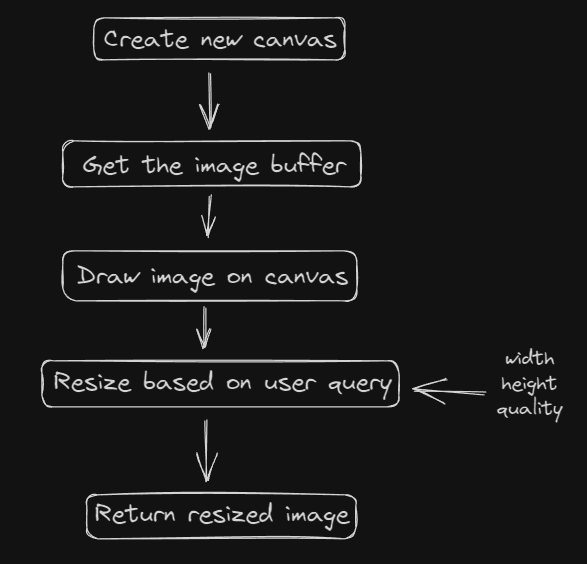 Create new canvas
Get the image buffer
Draw image on canvas
Resize based on user query
width
height
quality
Return resized image